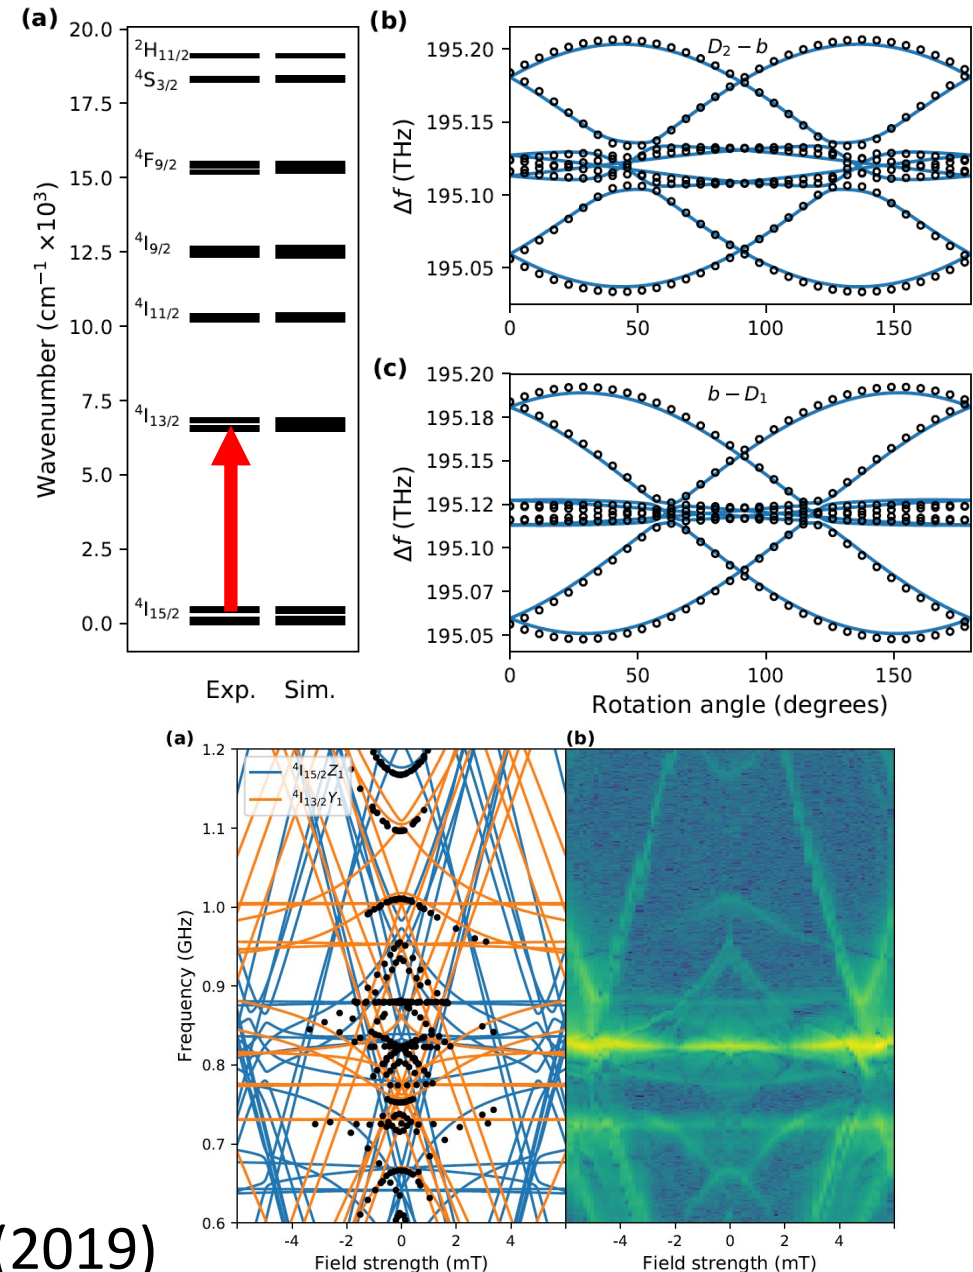 (a)
20.0
17.5
15.0
12.5
10.0
7.5
5.0
2.5
0.0
Wavenumber (cm⁻¹ ×10³)
²H₁₁/₂
⁴S₃/₂
⁴F₉/₂
⁴I₉/₂
⁴I₁₁/₂
⁴I₁₃/₂
⁴I₁₅/₂
Exp. Sim.
(b)
D₂ − b
195.20
195.15
195.10
195.05
Δf (THz)
0 50 100 150
(c)
b − D₁
195.20
195.18
195.15
195.12
195.10
195.07
195.05
Δf (THz)
0 50 100 150
Rotation angle (degrees)
(a)
1.2
1.1
1.0
0.9
0.8
0.7
0.6
Frequency (GHz)
⁴I₁₅/₂Z₁
⁴I₁₃/₂Y₁
-4 -2 0 2 4
Field strength (mT)
(b)
-4 -2 0 2 4
Field strength (mT)
(2019)